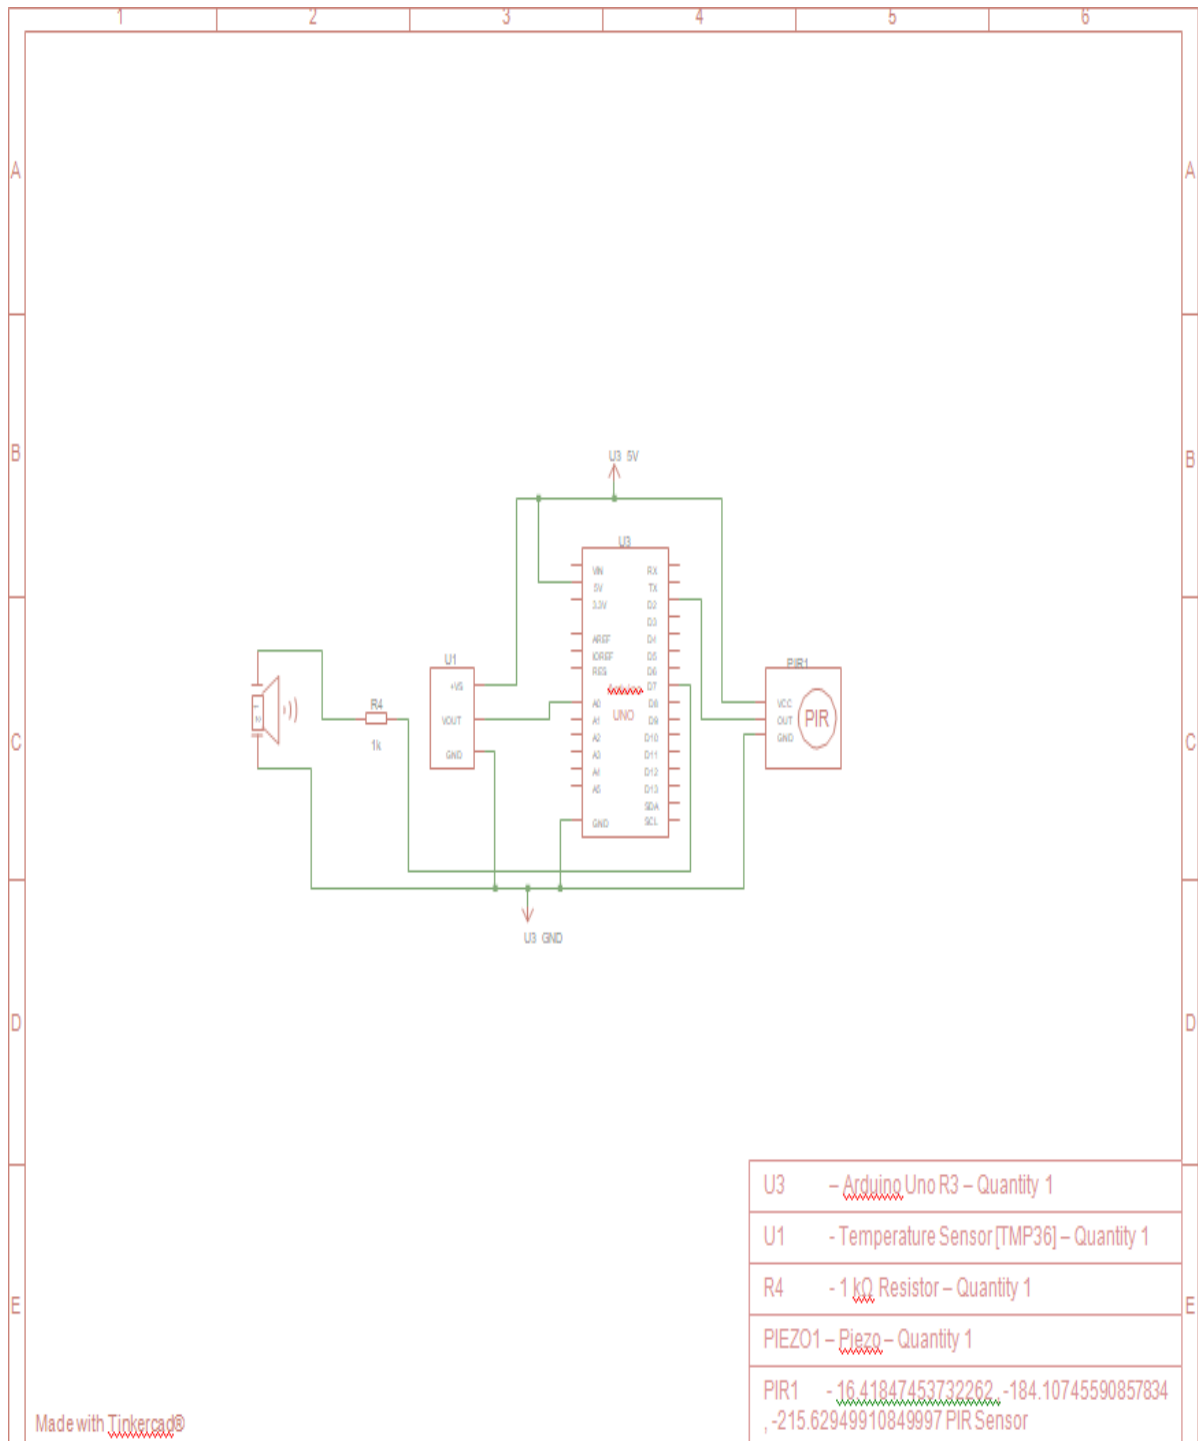 1 2 3 4 5 6
A A
B B
C C
D D
E E
U3 5V
U3
VIN RX
5V TX
3.3V D2
D3
AREF D4
IOREF D5
RES D6
D7
A0 D8
A1 D9
A2 D10
A3 D11
A4 D12
A5 D13
SDA
GND SCL
UNO
U1
+VS
VOUT
GND
R4
1k
1
2
PIR1
VCC
OUT
GND
PIR
U3 GND
U3 – Arduino Uno R3 – Quantity 1
U1 - Temperature Sensor [TMP36] – Quantity 1
R4 - 1 kΩ Resistor – Quantity 1
PIEZO1 – Piezo – Quantity 1
PIR1 - 16.41847453732262 , -184.10745590857834
, -215.62949910849997 PIR Sensor
Made with Tinkercad®